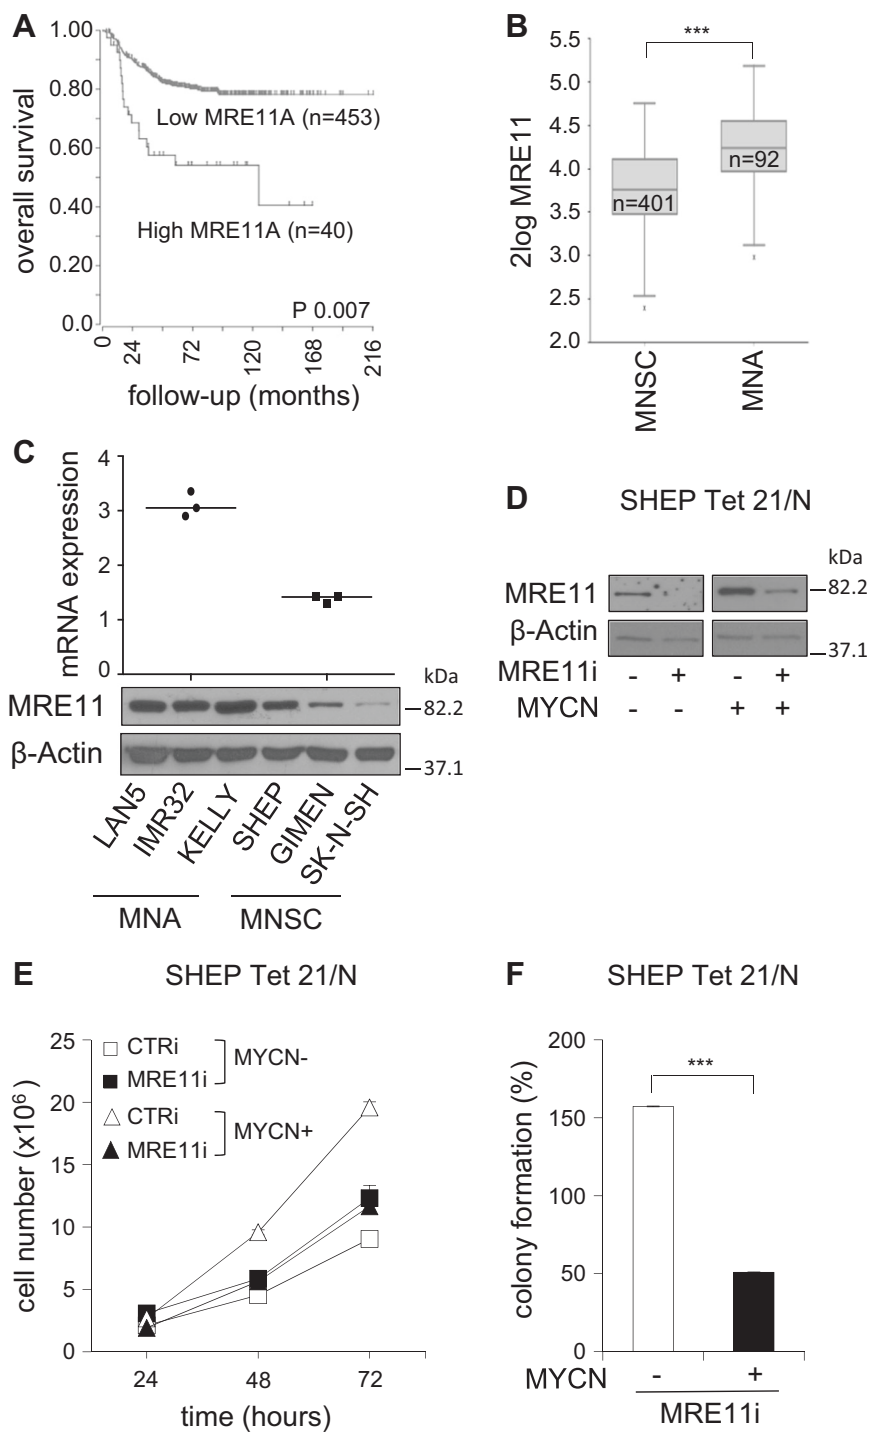 A
overall survival
1.00
0.80
0.60
0.40
0.20
0.0
Low MRE11A (n=453)
High MRE11A (n=40)
P 0.007
0
24
72
120
168
216
follow-up (months)
B
2log MRE11
5.5
5.0
4.5
4.0
3.5
3.0
2.5
2.0
***
n=401
n=92
MNSC
MNA
C
mRNA expression
4
3
2
1
0
kDa
MRE11
82.2
β-Actin
37.1
LAN5
IMR32
KELLY
SHEP
GIMEN
SK-N-SH
MNA
MNSC
D
SHEP Tet 21/N
kDa
MRE11
82.2
β-Actin
37.1
MRE11i - + - +
MYCN - - + +
E
SHEP Tet 21/N
cell number (x10⁶)
25
20
15
10
5
0
CTRi
MRE11i
MYCN-
CTRi
MRE11i
MYCN+
24
48
72
time (hours)
F
SHEP Tet 21/N
colony formation (%)
200
150
100
50
0
***
MYCN - +
MRE11i